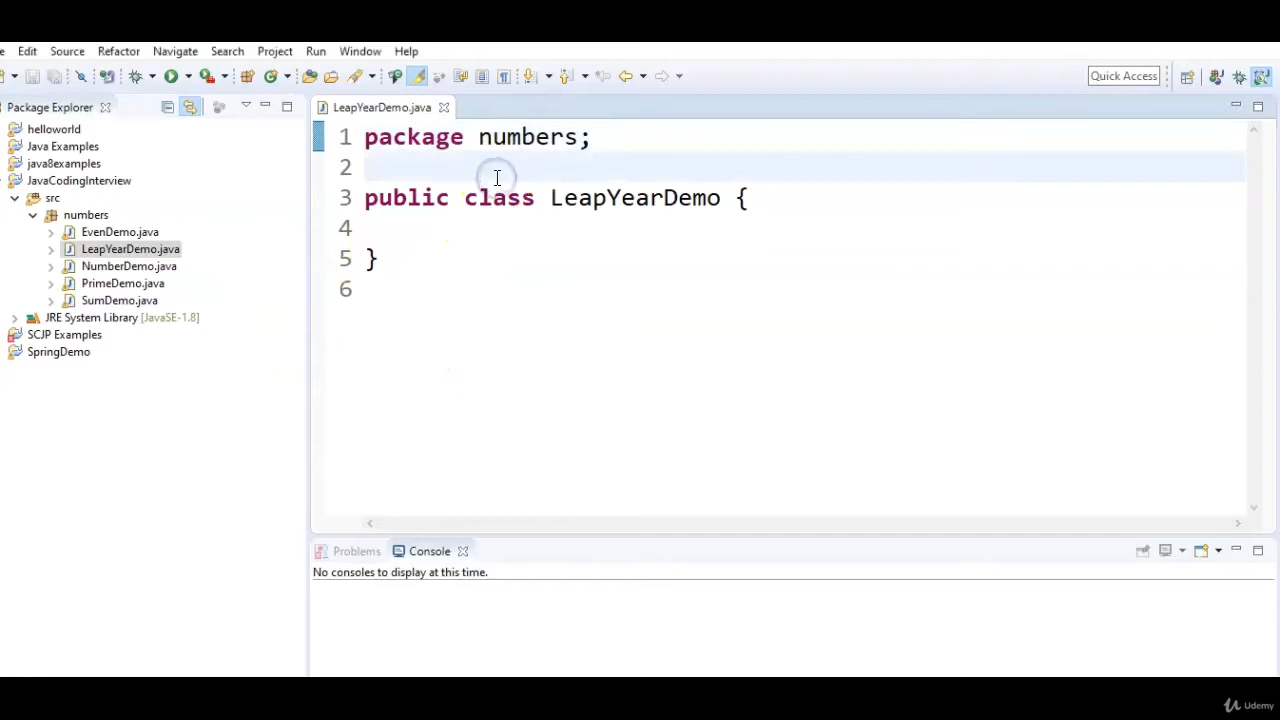 e Edit Source Refactor Navigate Search Project Run Window Help
Quick Access
Package Explorer
helloworld
Java Examples
java8examples
JavaCodingInterview
src
numbers
EvenDemo.java
LeapYearDemo.java
NumberDemo.java
PrimeDemo.java
SumDemo.java
JRE System Library [JavaSE-1.8]
SCJP Examples
SpringDemo
LeapYearDemo.java
1 package numbers;
2
3 public class LeapYearDemo {
4
5 }
6
Problems Console
No consoles to display at this time.
Udemy